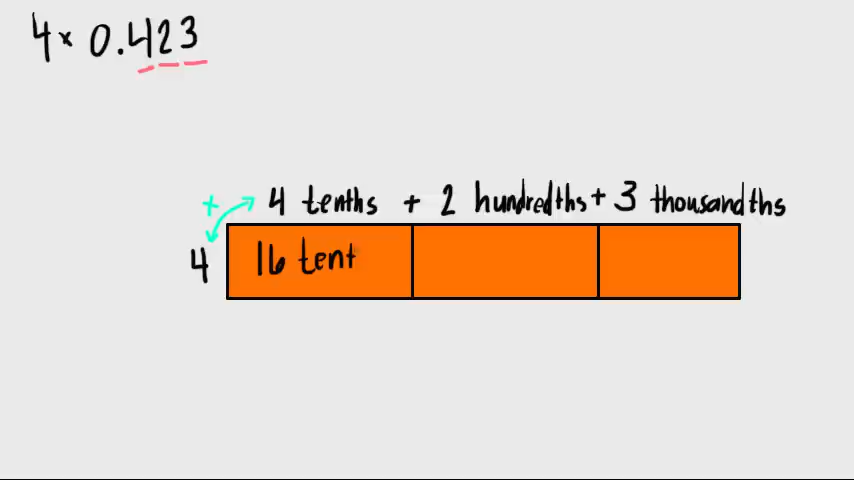 4 × 0.423
+ 4 tenths + 2 hundredths + 3 thousandths
4 16 tent